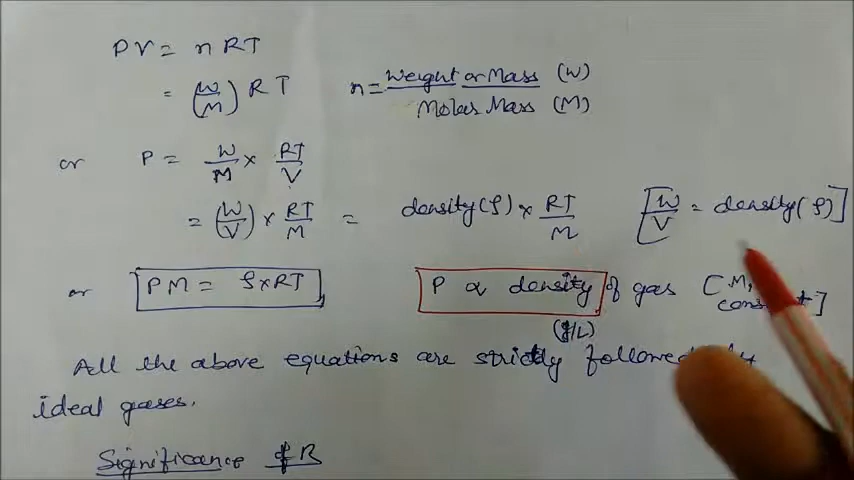 PV = nRT
= (W/M) RT n = Weight or Mass (W) / Molar Mass (M)
or P = W/M × RT/V
= (W/V) × RT/M = density(ρ) × RT/M [W/V = density(ρ)]
or PM = ρ×RT P ∝ density of gas [M,
(g/L)
All the above equations are strictly followed
ideal gases.
Significance of R